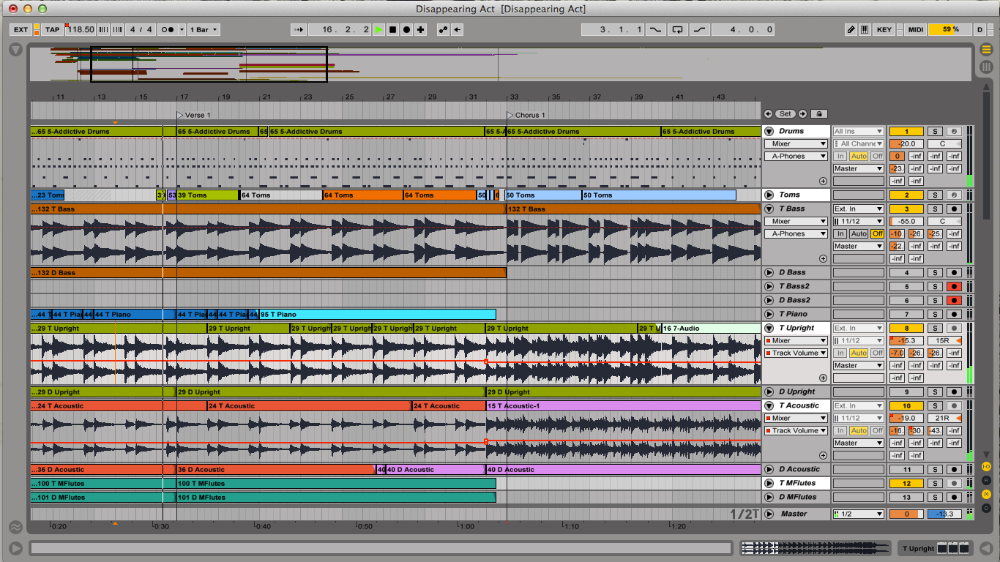 Disappearing Act [Disappearing Act]
EXT TAP 118.50 4 / 4 1 Bar 16. 2. 2 3. 1. 1 4. 0. 0 KEY MIDI 59 % D
11 13 15 17 19 21 23 25 27 29 31 33 35 37 39 41 43
Verse 1 Chorus 1 Set
...65 5-Addictive Drums 65 5-Addictive Drums 65 65 5-Addictive Drums 65 5-A 65 5-Addictive Drums 65 5-Addictive Drums Drums All Ins 1 S
Mixer All Channe -20.0 C
A-Phones In Auto Off 0 -inf -inf -inf
Master -23. -inf -inf -inf
-inf -inf
...23 Toms 39 53 39 Toms 64 Toms 64 Toms 64 Toms 50 6 50 Toms 50 Toms Toms 2 S
...132 T Bass 132 T Bass T Bass Ext. In 3 S
Mixer 11/12 -55.0 C
A-Phones In Auto Off -10 -26. -25. -inf
Master -22. -inf -inf -inf
-inf -inf
...132 D Bass D Bass 4 S
T Bass2 5 S
D Bass2 6 S
...44 T 44 T Pia 44 44 T Piano 44 T Pia 44 44 T Piano 44 95 T Piano T Piano 7 S
...29 T Upright 29 T Upright 29 T Uprigh 29 T Upright 29 T Upright 29 T Upright 29 T Upright 29 T U 16 7-Audio T Upright Ext. In 8 S
Mixer 11/12 -15.3 15R
Track Volume In Auto Off -7.0 -26. -26. -inf
Master -inf -inf -inf -inf
-inf -inf
...29 D Upright 29 D Upright 29 D Upright D Upright 9 S
...24 T Acoustic 24 T Acoustic 24 T Acoustic 15 T Acoustic-1 T Acoustic Ext. In 10 S
Mixer 11/12 -19.0 21R
Track Volume In Auto Off -16. -30. -43. -inf
Master -inf -inf -inf -inf
-inf -inf
...36 D Acoustic 36 D Acoustic 40 40 D Acoustic 40 D Acoustic D Acoustic 11 S
...100 T MFlutes 100 T MFlutes T MFlutes 12 S
...101 D MFlutes 101 D MFlutes D MFlutes 13 S
1/2T Master 1/2 0 -13.3
0:20 0:30 0:40 0:50 1:00 1:10 1:20
I·O
R
M
D
T Upright